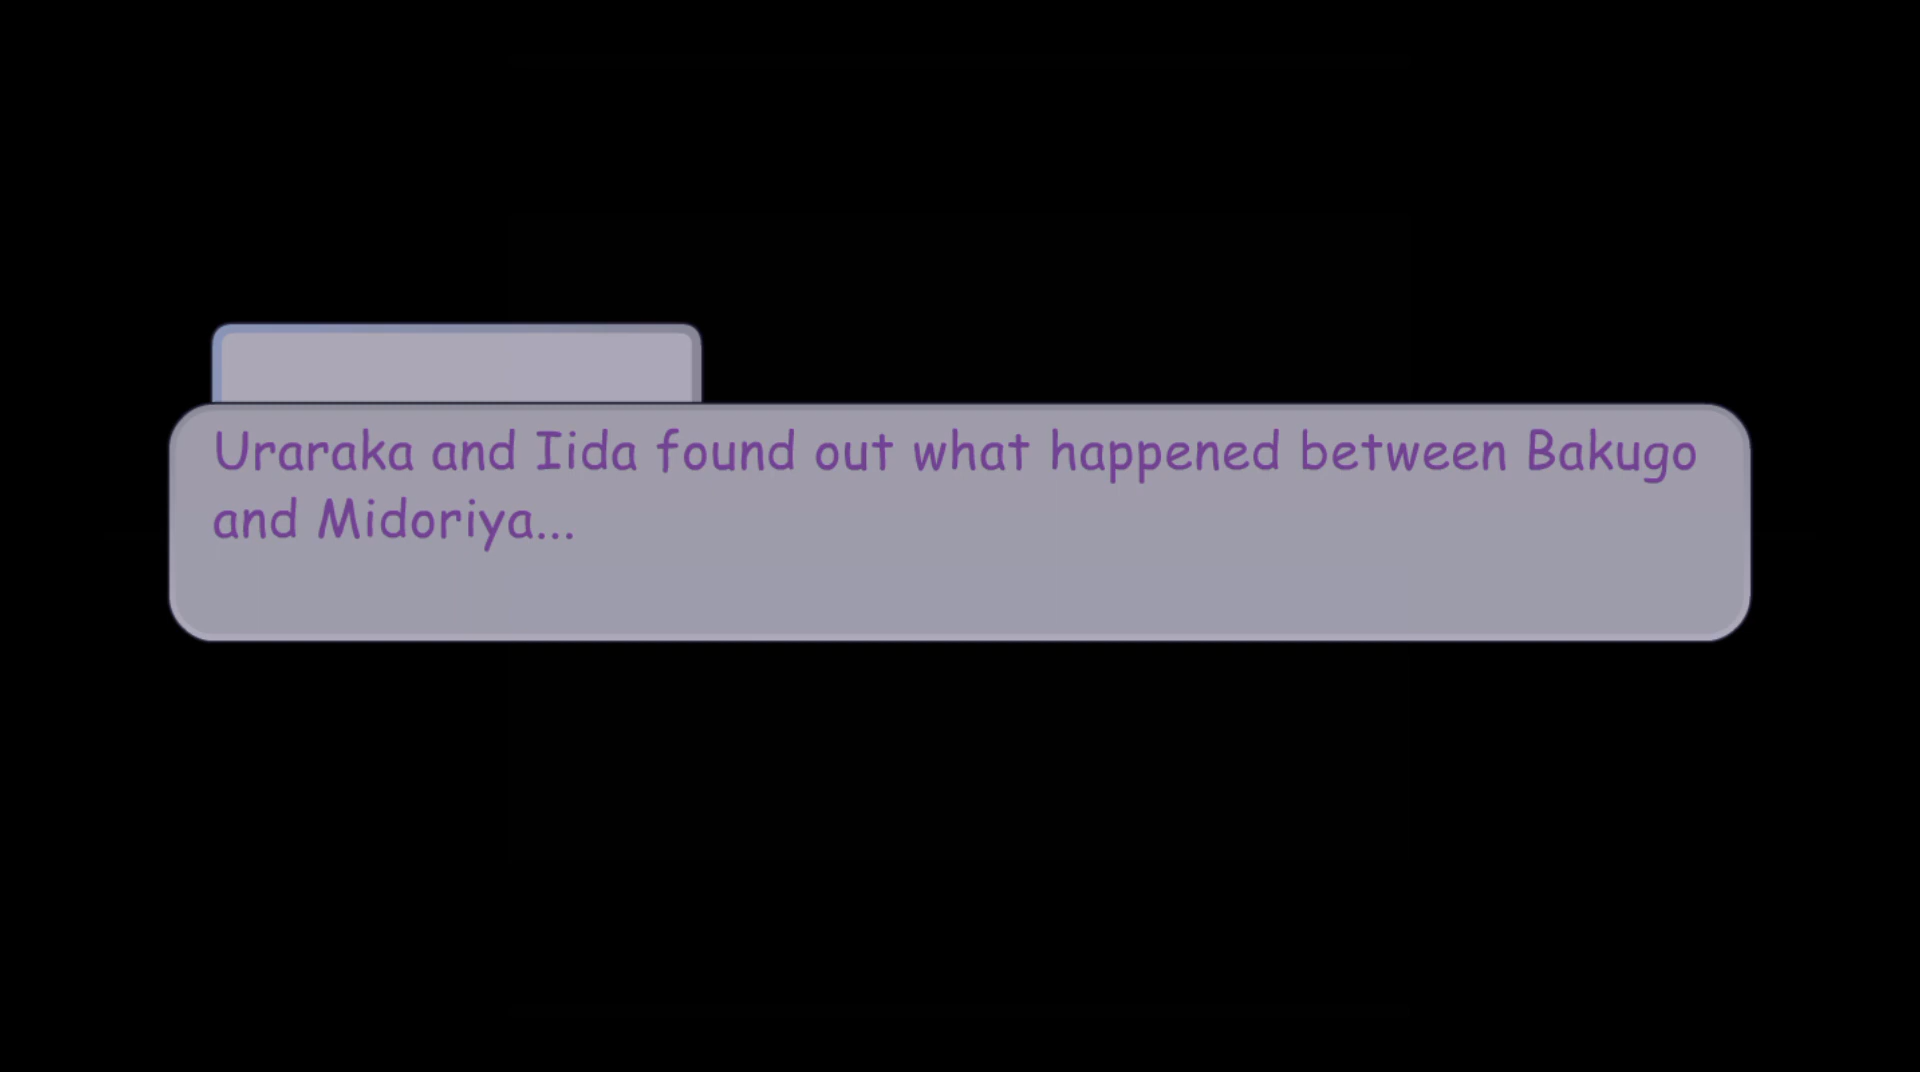 Uraraka and Iida found out what happened between Bakugo
and Midoriya...